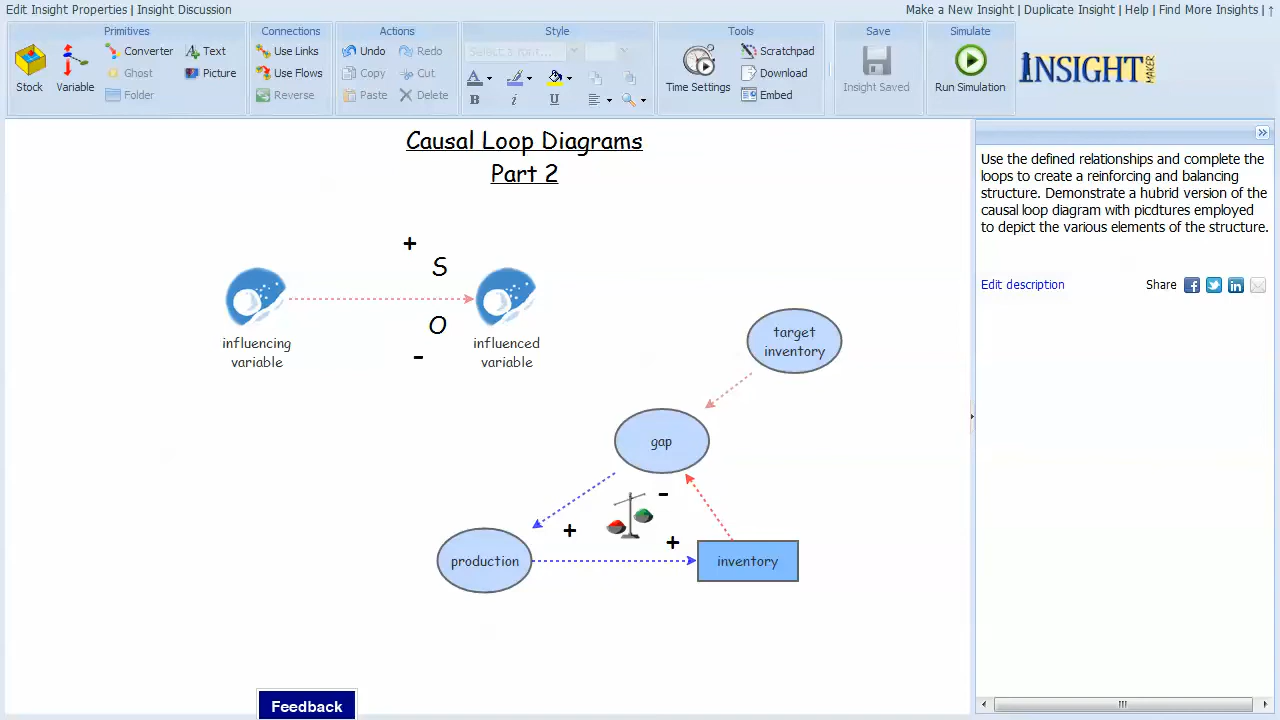 Edit Insight Properties | Insight Discussion
Make a New Insight | Duplicate Insight | Help | Find More Insights | ↑
Primitives
Connections
Actions
Style
Tools
Save
Simulate
Stock
Variable
Converter
Ghost
Folder
Text
Picture
Use Links
Use Flows
Reverse
Undo
Redo
Copy
Cut
Paste
Delete
Select a font...
A
B
i
U
Time Settings
Scratchpad
Download
Embed
Insight Saved
Run Simulation
INSIGHT MAKER
Causal Loop Diagrams
Part 2
+
S
O
-
influencing
variable
influenced
variable
target
inventory
gap
-
+
+
production
inventory
Use the defined relationships and complete the
loops to create a reinforcing and balancing
structure. Demonstrate a hubrid version of the
causal loop diagram with picdtures employed
to depict the various elements of the structure.
Edit description
Share
Feedback